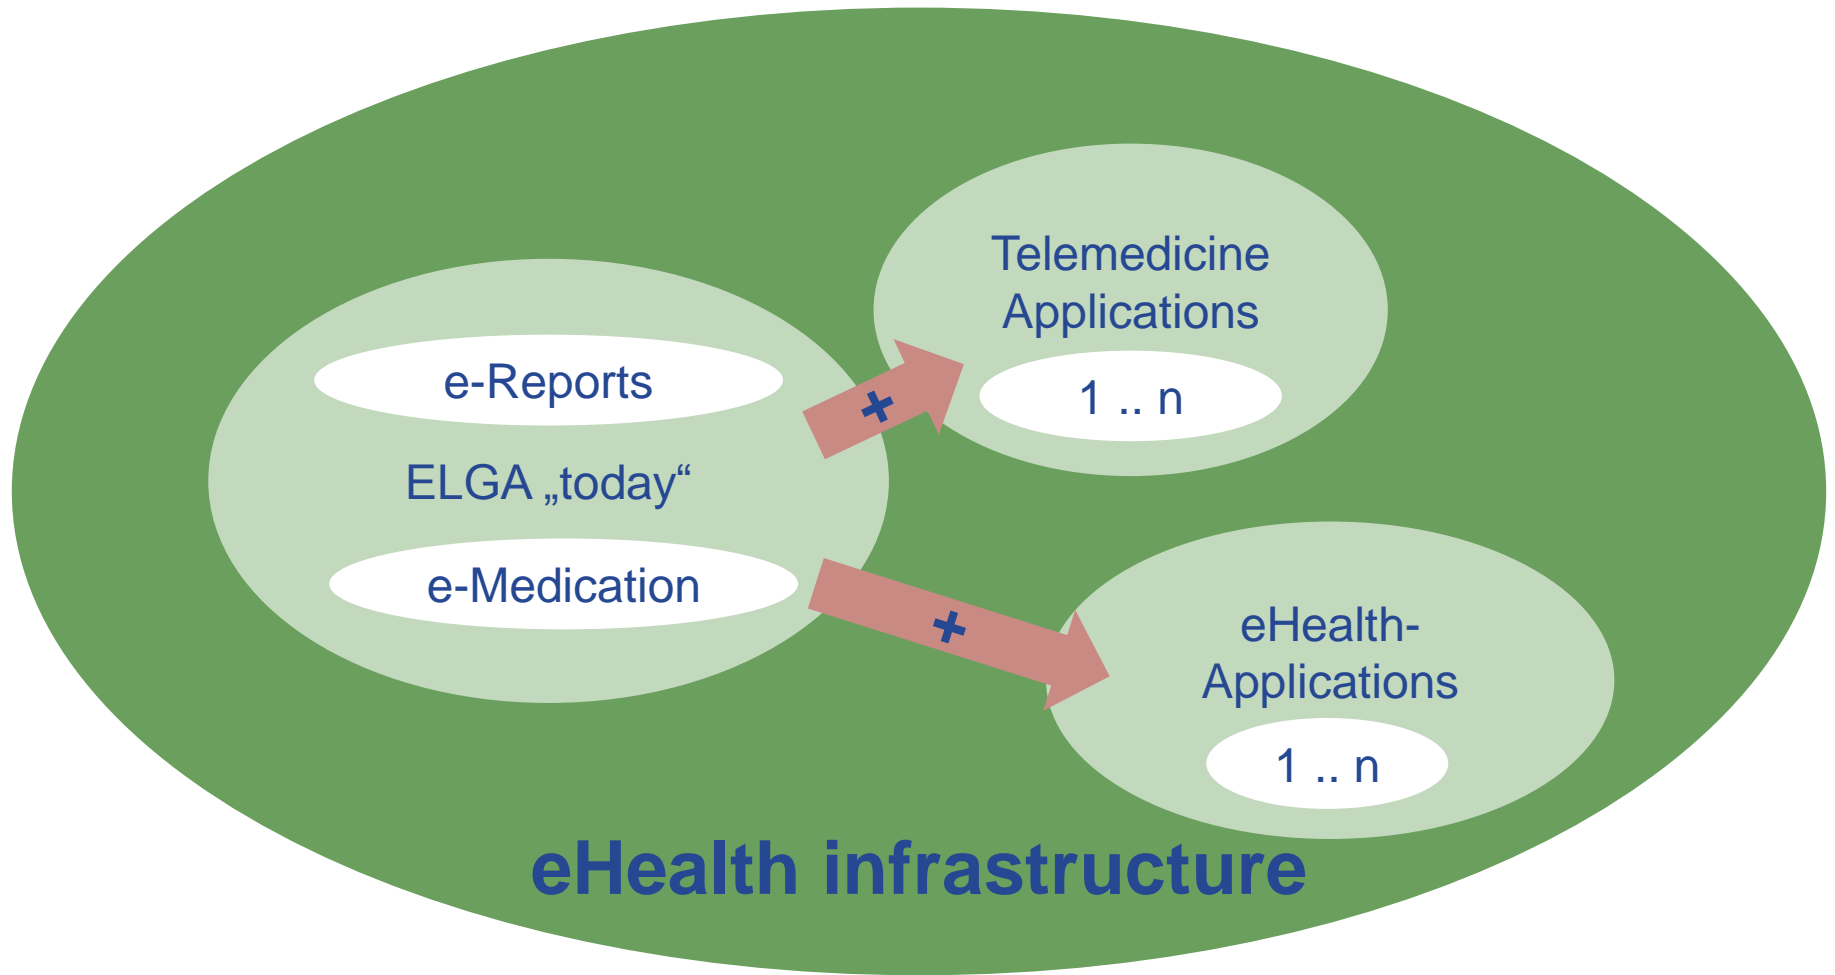 Telemedicine
Applications
1 .. n
e-Reports
ELGA „today“
e-Medication
+
+
eHealth-
Applications
1 .. n
eHealth infrastructure